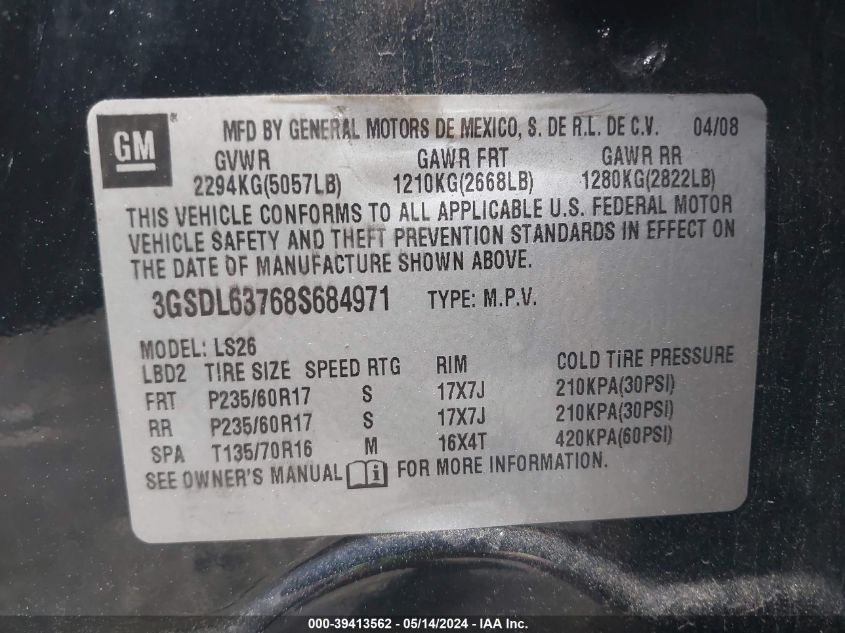 GM
MFD BY GENERAL MOTORS DE MEXICO, S. DE R.L. DE C.V. 04/08
GVWR GAWR FRT GAWR RR
2294KG(5057LB) 1210KG(2668LB) 1280KG(2822LB)
THIS VEHICLE CONFORMS TO ALL APPLICABLE U.S. FEDERAL MOTOR
VEHICLE SAFETY AND THEFT PREVENTION STANDARDS IN EFFECT ON
THE DATE OF MANUFACTURE SHOWN ABOVE.
3GSDL63768S684971 TYPE: M.P.V.
MODEL: LS26
LBD2 TIRE SIZE SPEED RTG RIM COLD TIRE PRESSURE
FRT P235/60R17 S 17X7J 210KPA(30PSI)
RR P235/60R17 S 17X7J 210KPA(30PSI)
SPA T135/70R16 M 16X4T 420KPA(60PSI)
SEE OWNER'S MANUAL i FOR MORE INFORMATION.
000-39413562 - 05/14/2024 - IAA Inc.